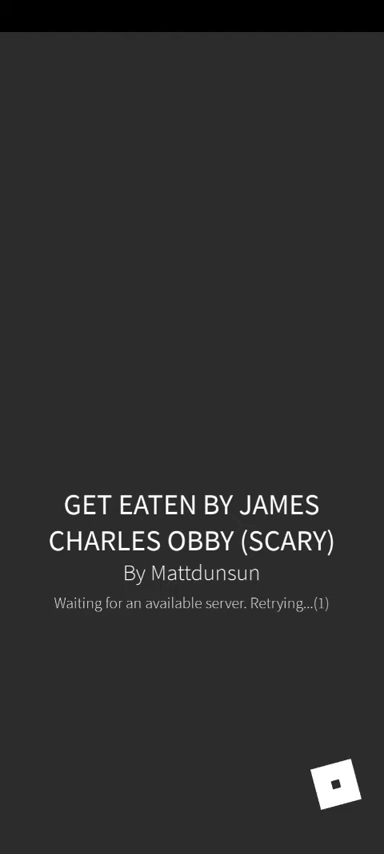 GET EATEN BY JAMES
CHARLES OBBY (SCARY)
By Mattdunsun
Waiting for an available server. Retrying...(1)